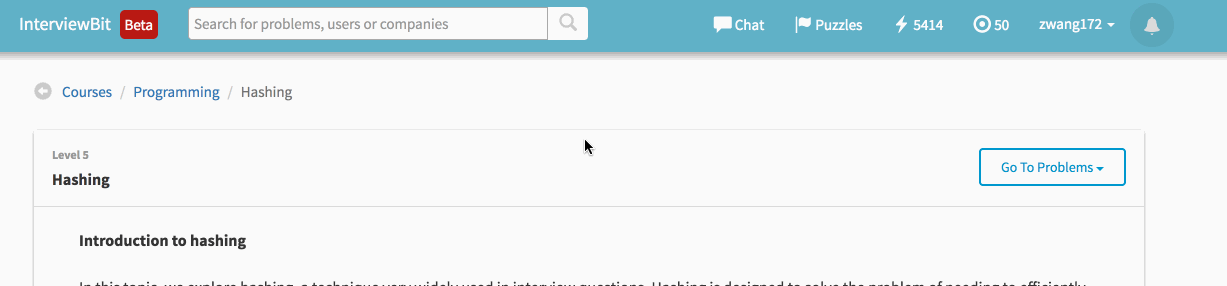 InterviewBit Beta Search for problems, users or companies Chat Puzzles 5414 50 zwang172
Courses / Programming / Hashing
Level 5
Hashing
Go To Problems
Introduction to hashing
In this topic, we explore hashing, a technique very widely used in interview questions. Hashing is designed to solve the problem of needing to efficiently